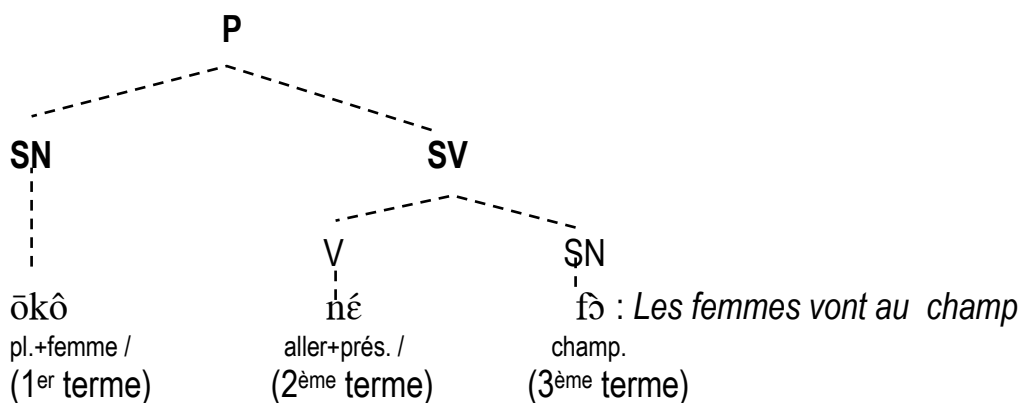 P
SN SV
V SN
ōkô nɛ́ fɔ̀ : Les femmes vont au champ
pl.+femme / aller+prés. / champ.
(1er terme) (2ème terme) (3ème terme)